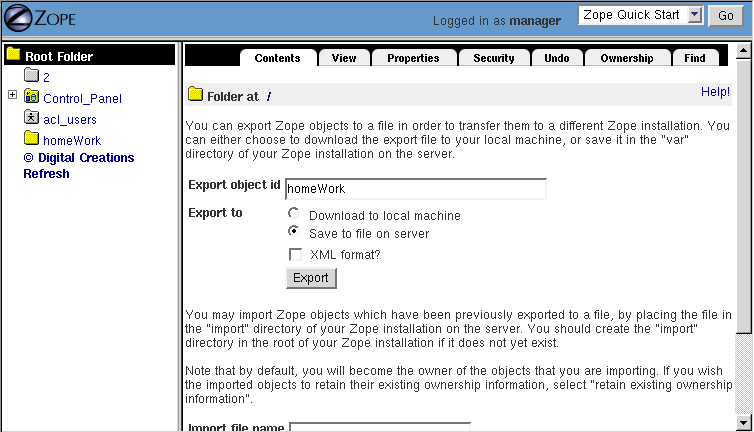 ZOPE
Logged in as manager
Zope Quick Start
Go
Root Folder
2
Control_Panel
acl_users
homeWork
© Digital Creations
Refresh
Contents View Properties Security Undo Ownership Find
Folder at /
Help!
You can export Zope objects to a file in order to transfer them to a different Zope installation. You
can either choose to download the export file to your local machine, or save it in the "var"
directory of your Zope installation on the server.
Export object id homeWork
Export to
Download to local machine
Save to file on server
XML format?
Export
You may import Zope objects which have been previously exported to a file, by placing the file in
the "import" directory of your Zope installation on the server. You should create the "import"
directory in the root of your Zope installation if it does not yet exist.
Note that by default, you will become the owner of the objects that you are importing. If you wish
the imported objects to retain their existing ownership information, select "retain existing ownership
information".
Import file name